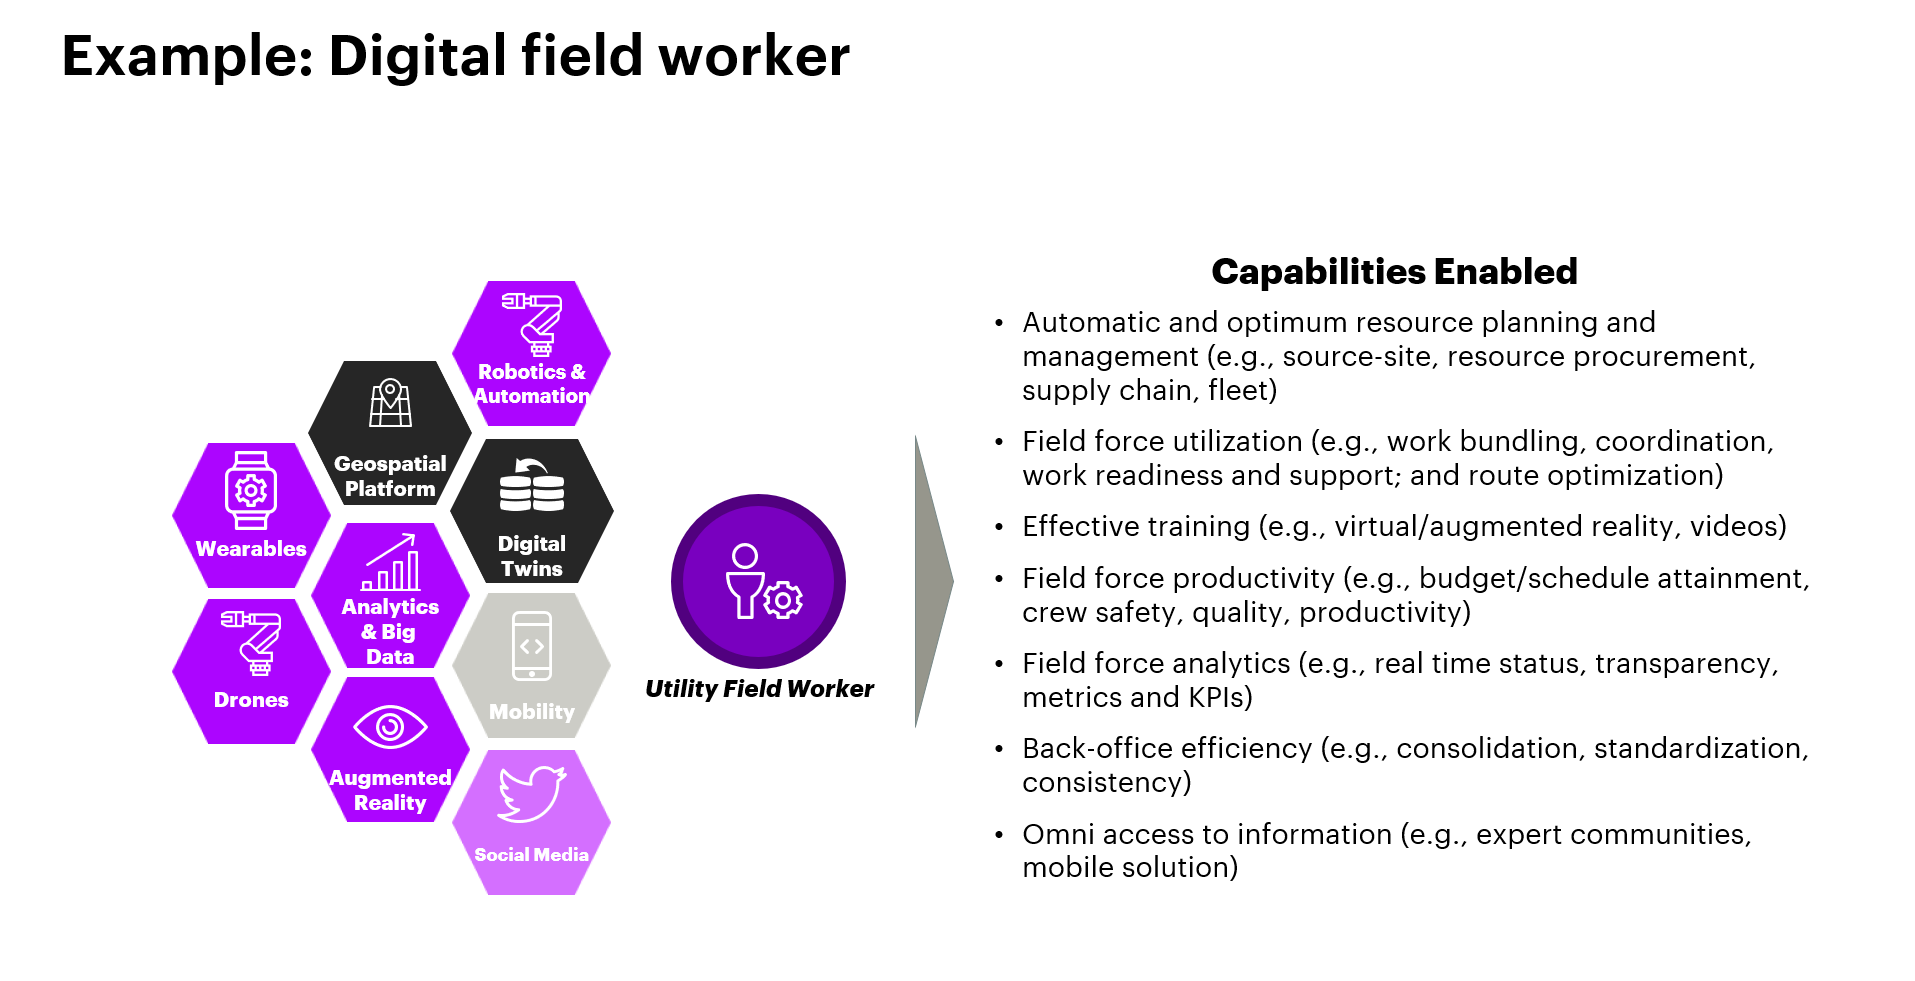 Example: Digital field worker
Robotics &
Automation
Geospatial
Platform
Wearables
Digital
Twins
Analytics
& Big
Data
Drones
Mobility
Augmented
Reality
Social Media
Utility Field Worker
Capabilities Enabled
• Automatic and optimum resource planning and
management (e.g., source-site, resource procurement,
supply chain, fleet)
• Field force utilization (e.g., work bundling, coordination,
work readiness and support; and route optimization)
• Effective training (e.g., virtual/augmented reality, videos)
• Field force productivity (e.g., budget/schedule attainment,
crew safety, quality, productivity)
• Field force analytics (e.g., real time status, transparency,
metrics and KPIs)
• Back-office efficiency (e.g., consolidation, standardization,
consistency)
• Omni access to information (e.g., expert communities,
mobile solution)